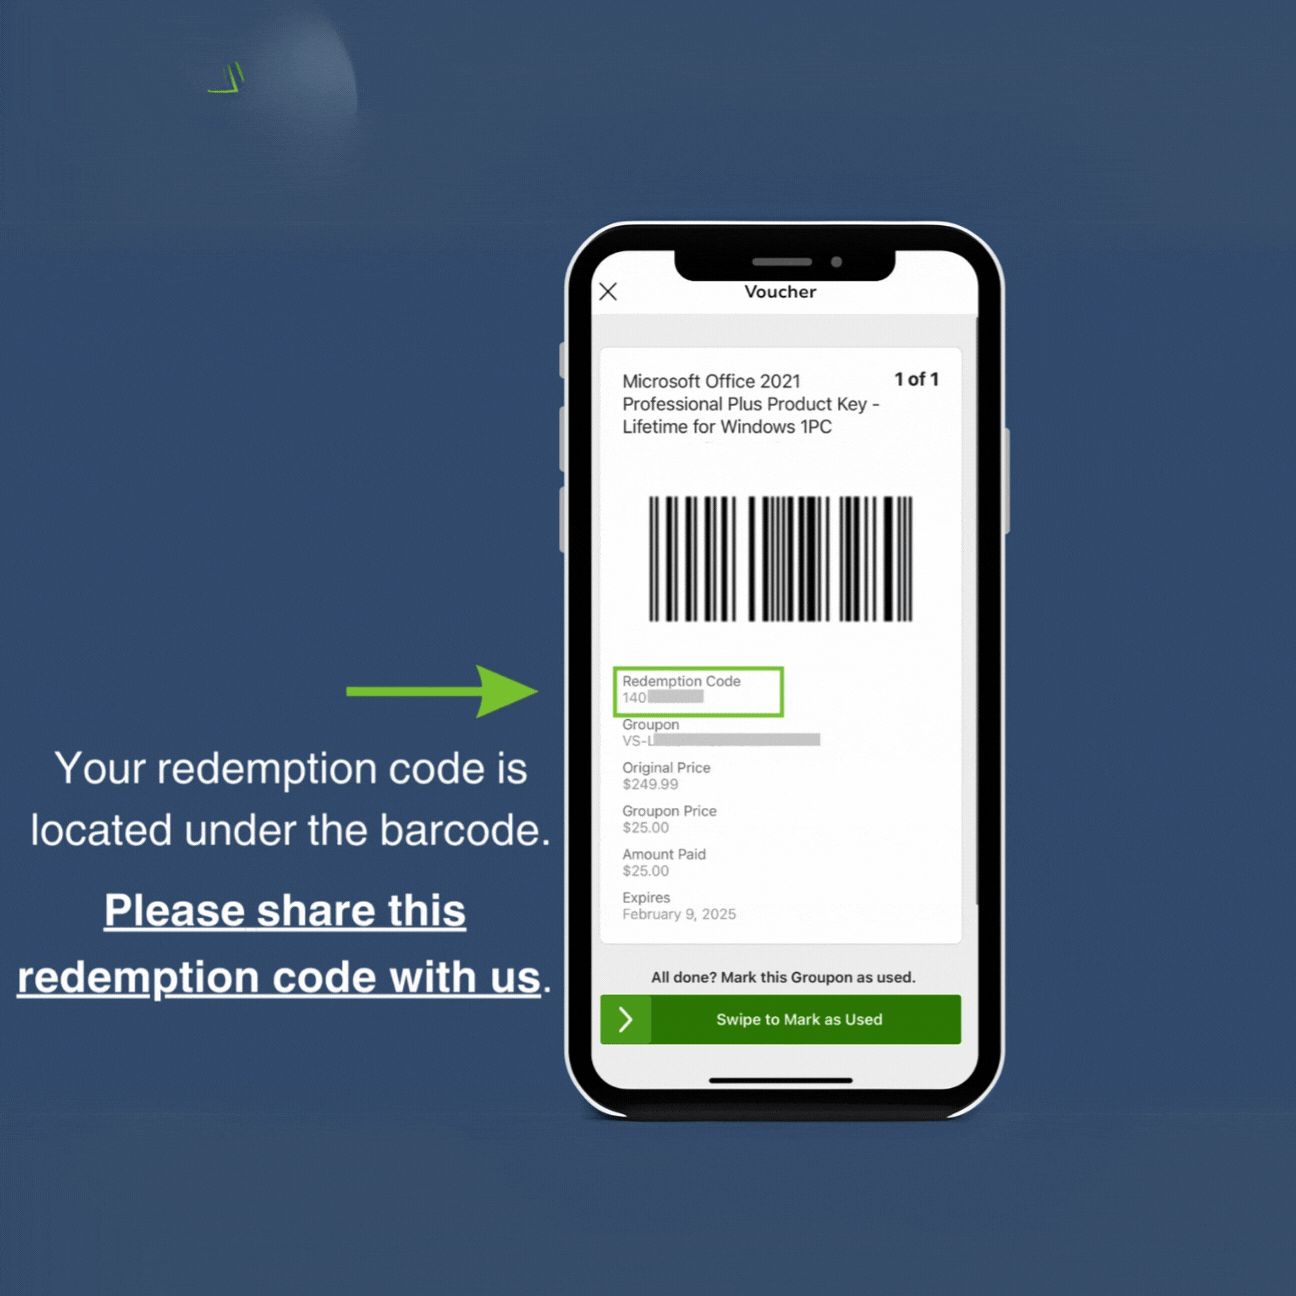 Voucher
Microsoft Office 2021
1 of 1
Professional Plus Product Key -
Lifetime for Windows 1PC
Redemption Code
140
Groupon
VS-L
Original Price
$249.99
Groupon Price
$25.00
Amount Paid
$25.00
Expires
February 9, 2025
All done? Mark this Groupon as used.
Swipe to Mark as Used
Your redemption code is
located under the barcode.
Please share this
redemption code with us.